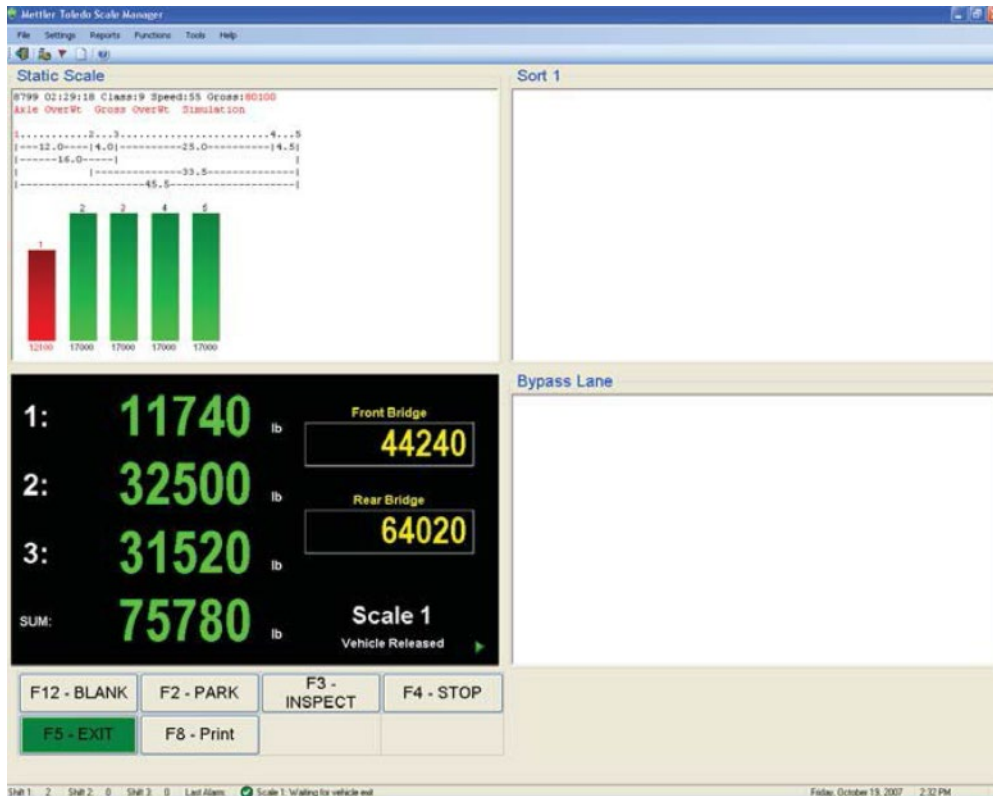 Mettler Toledo Scale Manager
File Settings Reports Functions Tools Help
Static Scale
8799 02:29:18 Class:9 Speed:55 Gross:80100
Axle OverWt Gross OverWt Simulation
1...........2...3.........................4...5
|---12.0----|4.0|-----------25.0----------|4.5|
|------16.0-----| |
| |--------------33.5--------------|
|--------------------45.5--------------------|
1 2 3 4 5
12100 17000 17000 17000 17000
Sort 1
Bypass Lane
1: 11740 lb
2: 32500 lb
3: 31520 lb
SUM: 75780 lb
Front Bridge
44240
Rear Bridge
64020
Scale 1
Vehicle Released
F12 - BLANK
F2 - PARK
F3 - INSPECT
F4 - STOP
F5 - EXIT
F8 - Print
Shift 1: 2 Shift 2: 0 Shift 3: 0 Last Alarm: Scale 1: Waiting for vehicle exit
Friday, October 19, 2007 2:32 PM